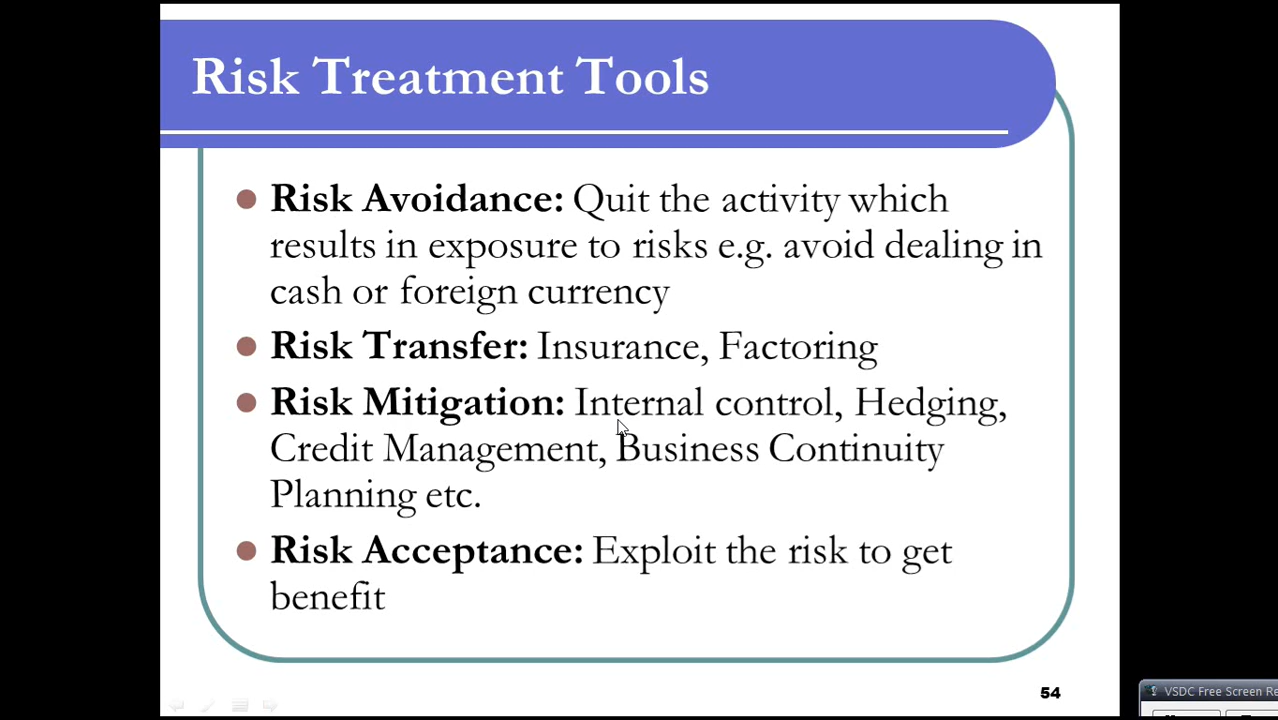 Risk Treatment Tools
Risk Avoidance: Quit the activity which
results in exposure to risks e.g. avoid dealing in
cash or foreign currency
Risk Transfer: Insurance, Factoring
Risk Mitigation: Internal control, Hedging,
Credit Management, Business Continuity
Planning etc.
Risk Acceptance: Exploit the risk to get
benefit
54
VSDC Free Screen Re